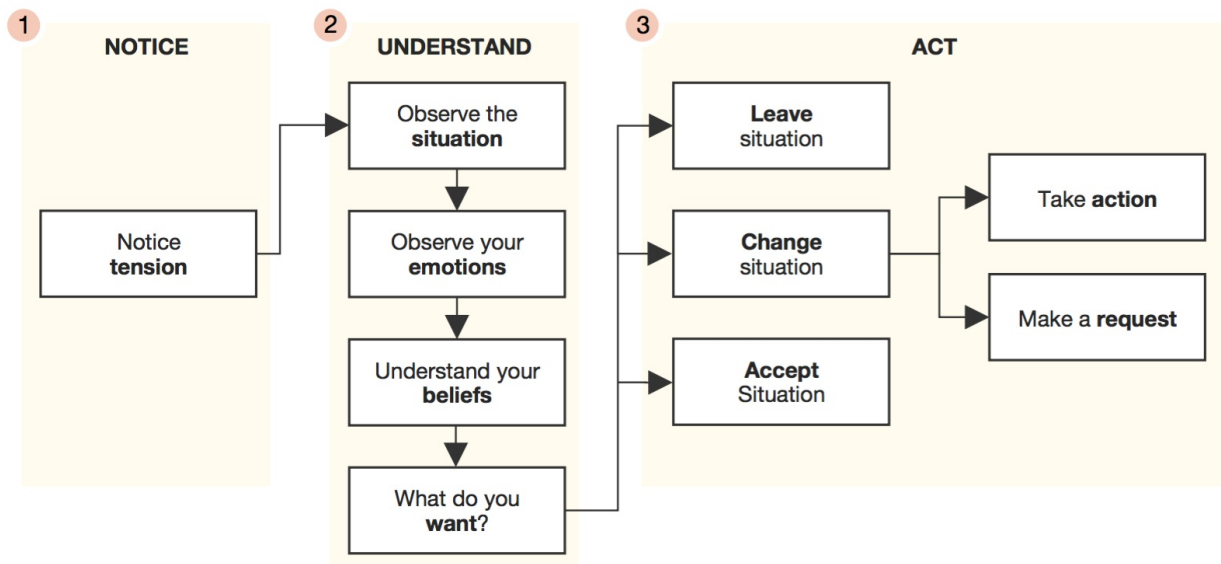 1
NOTICE
Notice
tension
2
UNDERSTAND
Observe the
situation
Observe your
emotions
Understand your
beliefs
What do you
want?
3
ACT
Leave
situation
Change
situation
Accept
Situation
Take action
Make a request